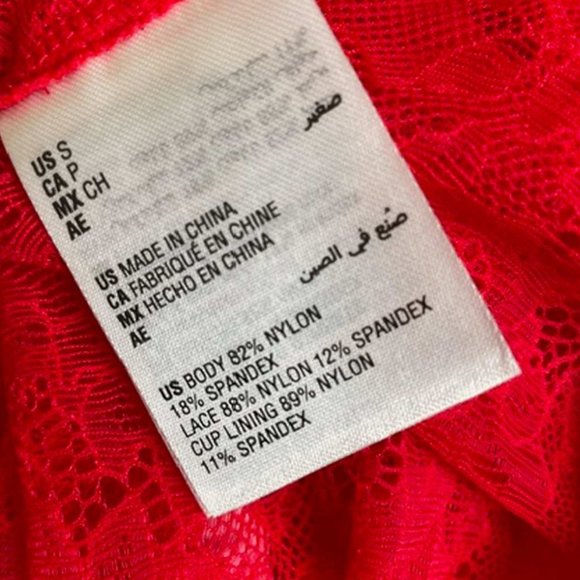 US S
CA P
MX CH
AE صغير
US MADE IN CHINA
CA FABRIQUÉ EN CHINE
MX HECHO EN CHINA
AE صُنع في الصين
US BODY 82% NYLON
18% SPANDEX
LACE 88% NYLON 12% SPANDEX
CUP LINING 89% NYLON
11% SPANDEX